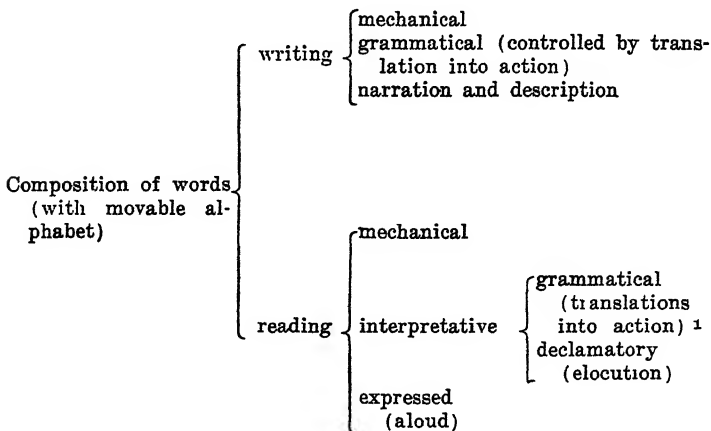 mechanical
writing
grammatical (controlled by trans-
lation into action)
narration and description
Composition of words
(with movable al-
phabet)
mechanical
reading
interpretative
grammatical
(translations
into action) 1
declamatory
(elocution)
expressed
(aloud)